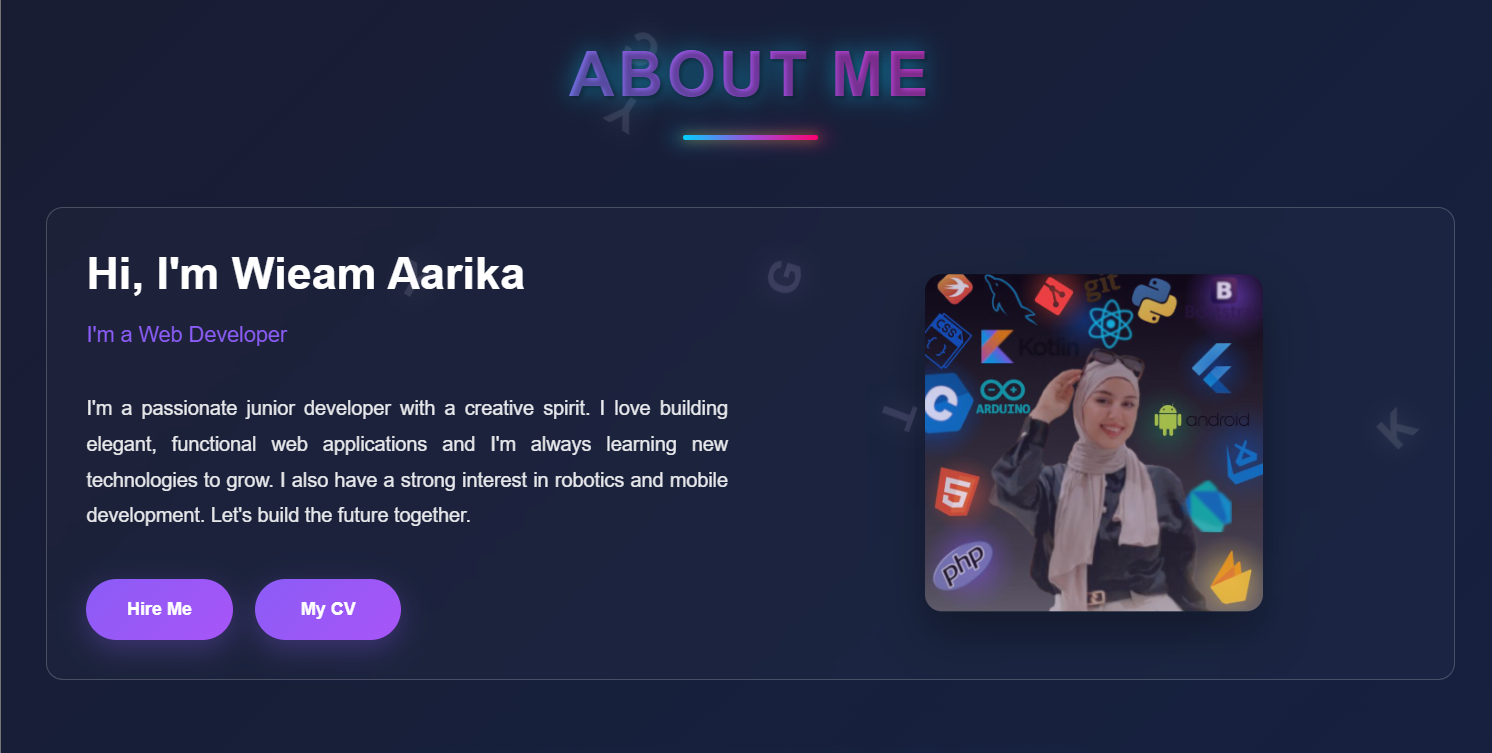 ABOUT ME
Hi, I'm Wieam Aarika
I'm a Web Developer
I'm a passionate junior developer with a creative spirit. I love building
elegant, functional web applications and I'm always learning new
technologies to grow. I also have a strong interest in robotics and mobile
development. Let's build the future together.
Hire Me
My CV
git
B
CSS
Kotlin
C
ARDUINO
android
5
php
Y
G
T
K